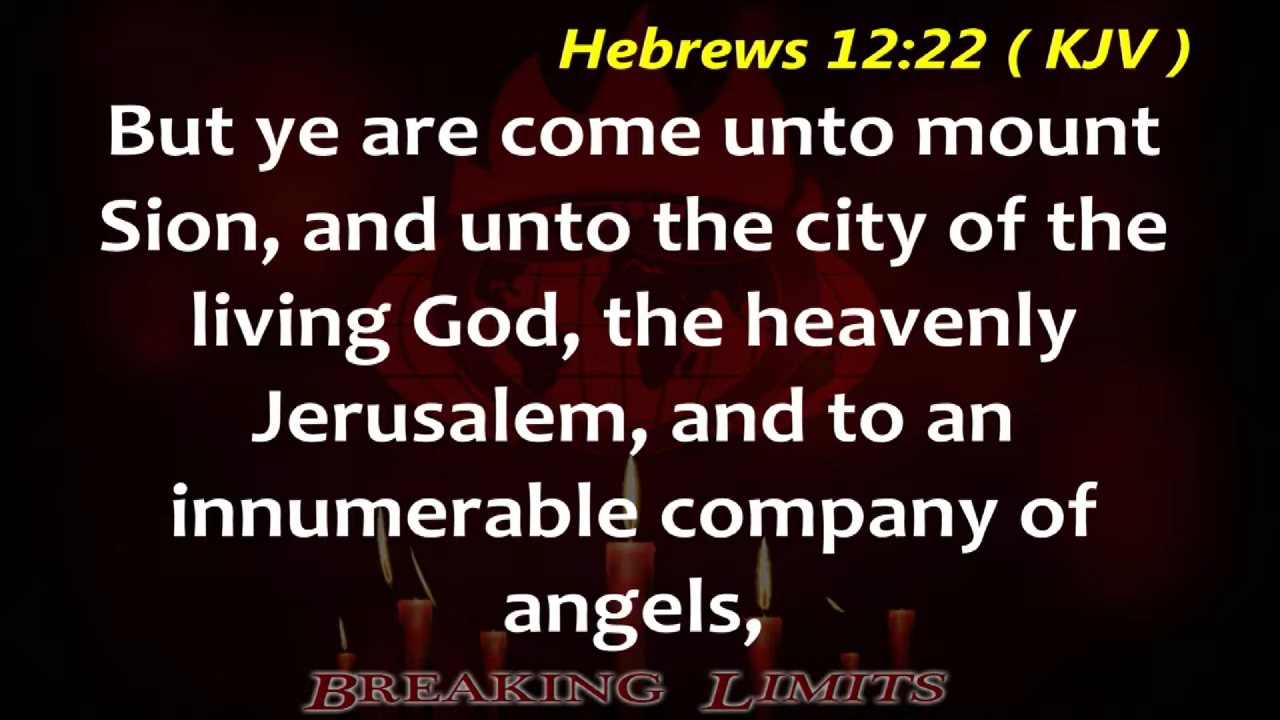 Hebrews 12:22 ( KJV )
But ye are come unto mount
Sion, and unto the city of the
living God, the heavenly
Jerusalem, and to an
innumerable company of
angels,
BREAKING LIMITS